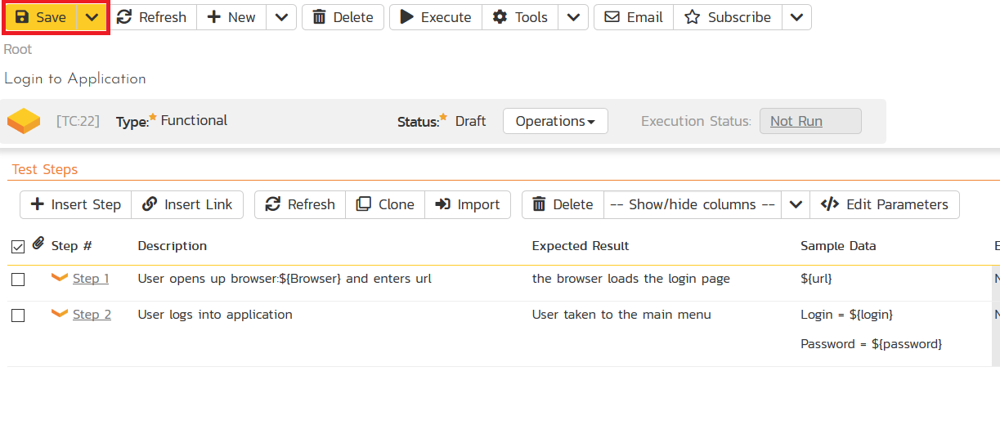 Save Refresh New Delete Execute Tools Email Subscribe
Root
Login to Application
[TC:22] Type: Functional Status: Draft Operations Execution Status: Not Run
Test Steps
Insert Step Insert Link Refresh Clone Import Delete -- Show/hide columns -- Edit Parameters
Step # Description Expected Result Sample Data
Step 1 User opens up browser:${Browser} and enters url the browser loads the login page ${url}
Step 2 User logs into application User taken to the main menu Login = ${login}
Password = ${password}